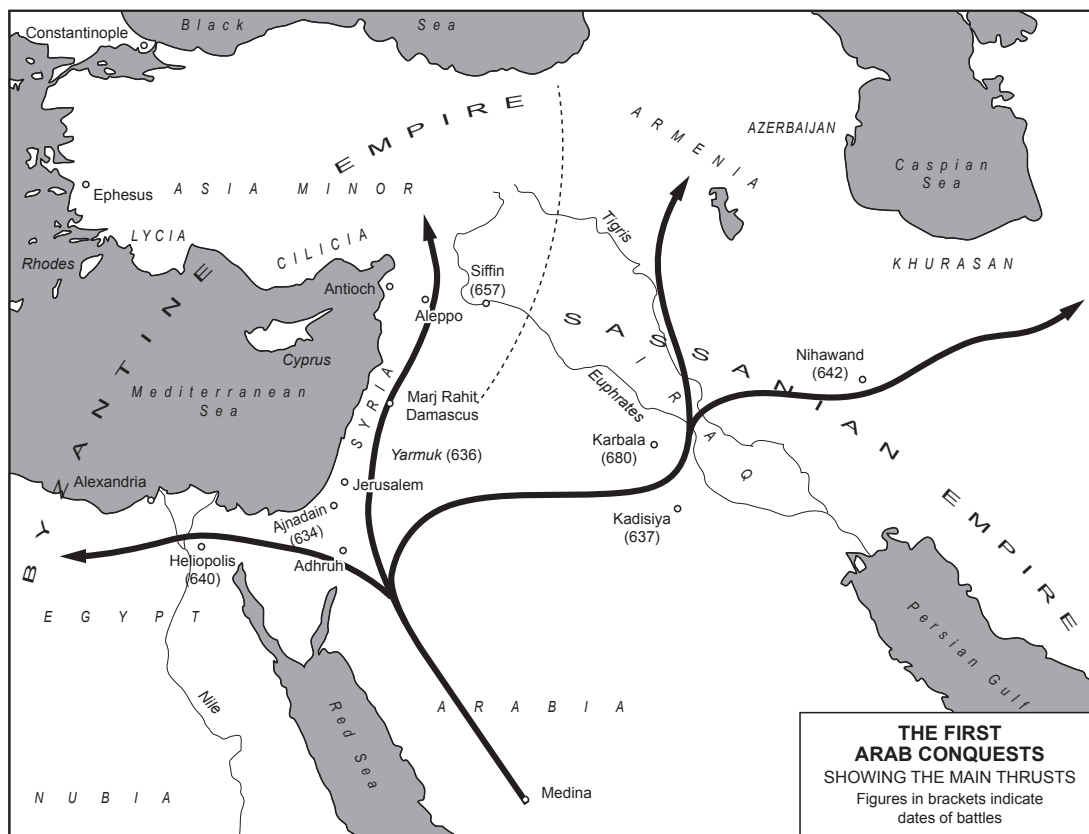 Constantinople
Black Sea
EMPIRE
ARMENIA
AZERBAIJAN
Caspian
Sea
Ephesus
ASIA MINOR
LYCIA
CILICIA
Rhodes
Tigris
KHURASAN
Siffin
(657)
Antioch
Aleppo
Cyprus
BYZANTINE
SASSANIAN EMPIRE
Mediterranean
Sea
SYRIA
Marj Rahit
Damascus
Euphrates
IRAQ
Nihawand
(642)
Yarmuk (636)
Karbala
(680)
Alexandria
Jerusalem
Ajnadain
(634)
Kadisiya
(637)
Heliopolis
(640)
Adhruh
EGYPT
Persian Gulf
Nile
Red Sea
ARABIA
NUBIA
Medina
THE FIRST
ARAB CONQUESTS
SHOWING THE MAIN THRUSTS
Figures in brackets indicate
dates of battles